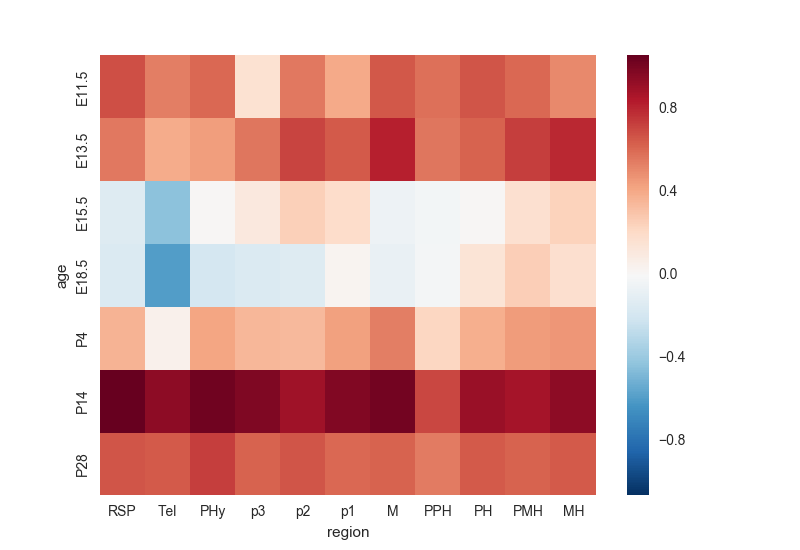 E11.5
E13.5
E15.5
E18.5
P4
P14
P28
age
RSP Tel PHy p3 p2 p1 M PPH PH PMH MH
region
0.8
0.4
0.0
−0.4
−0.8